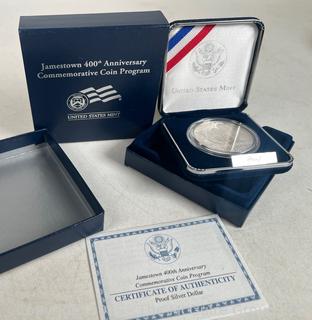 Jamestown 400th Anniversary
Commemorative Coin Program
UNITED STATES MINT
UNITED STATES MINT
Jamestown 400th Anniversary
Commemorative Coin Program
CERTIFICATE OF AUTHENTICITY
Proof Silver Dollar